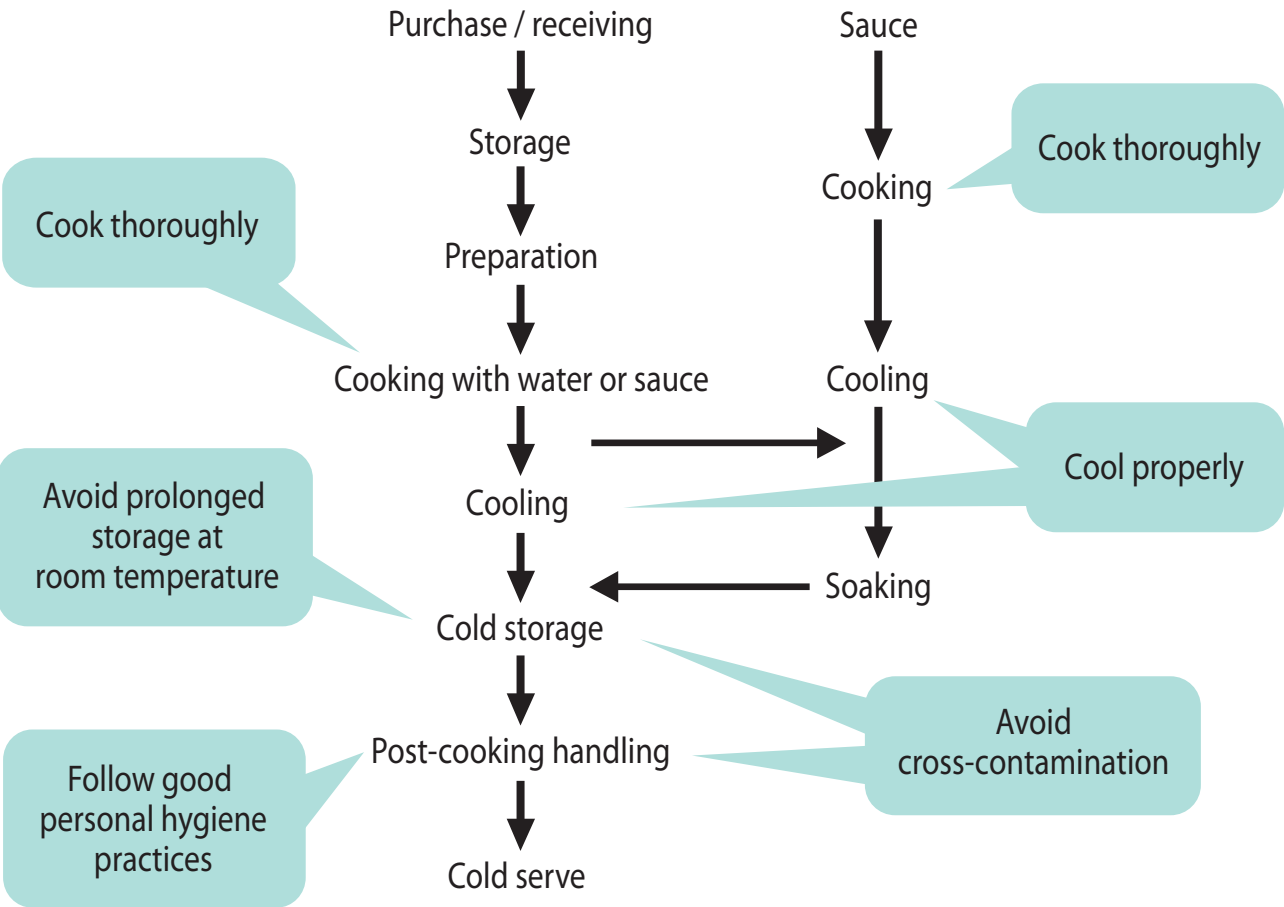 Purchase / receiving
Sauce
Storage
Cook thoroughly
Cooking
Cook thoroughly
Preparation
Cooking with water or sauce
Cooling
Cool properly
Avoid prolonged
storage at
room temperature
Cooling
Soaking
Cold storage
Avoid
cross-contamination
Post-cooking handling
Follow good
personal hygiene
practices
Cold serve